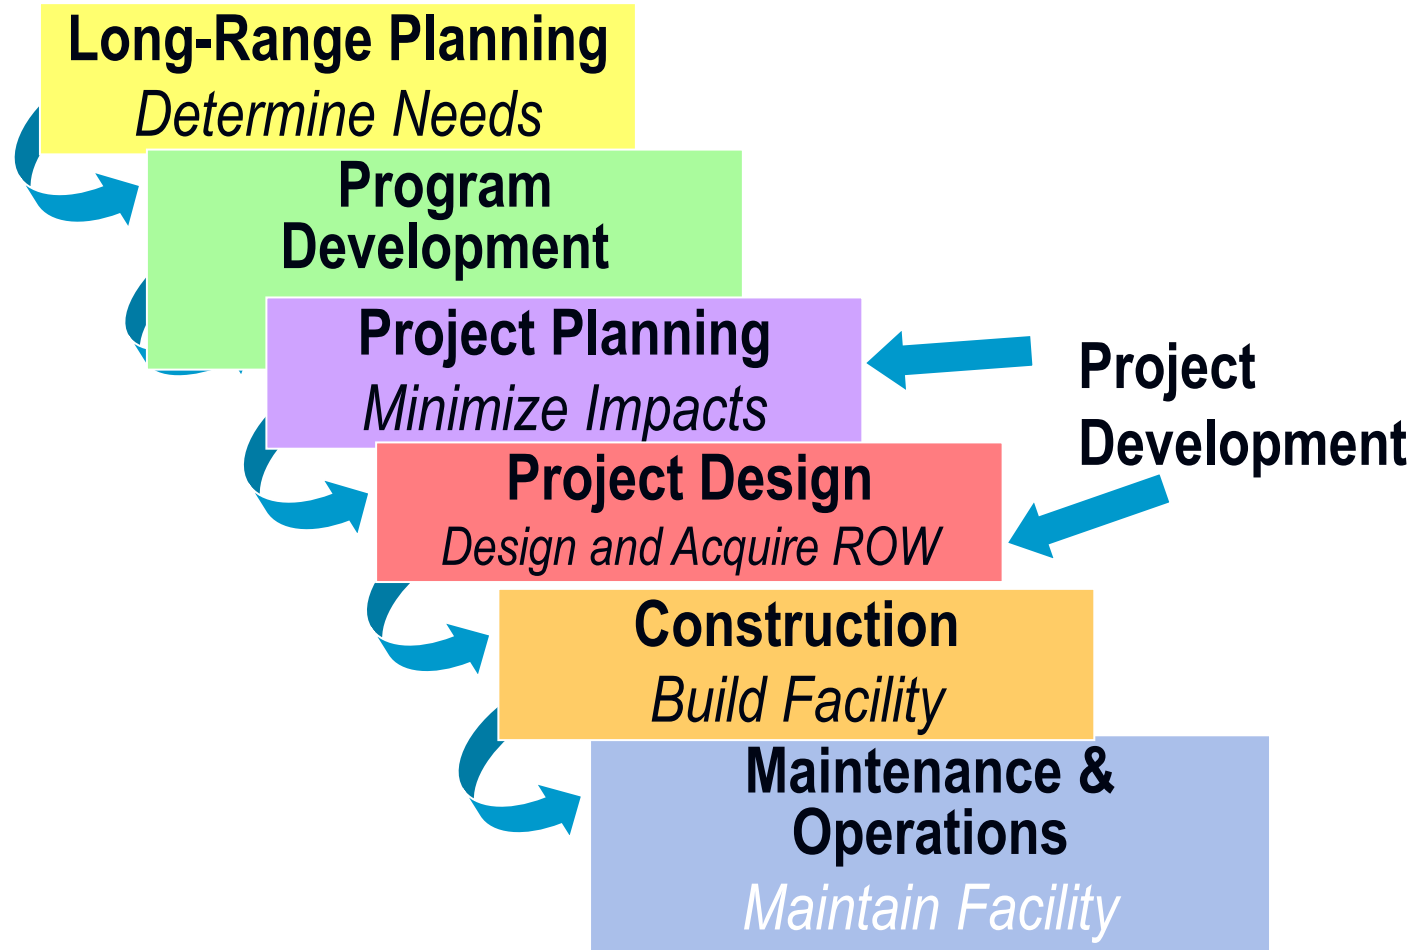 Long-Range Planning
Determine Needs
Program
Development
Project Planning
Minimize Impacts
Project
Development
Project Design
Design and Acquire ROW
Construction
Build Facility
Maintenance &
Operations
Maintain Facility